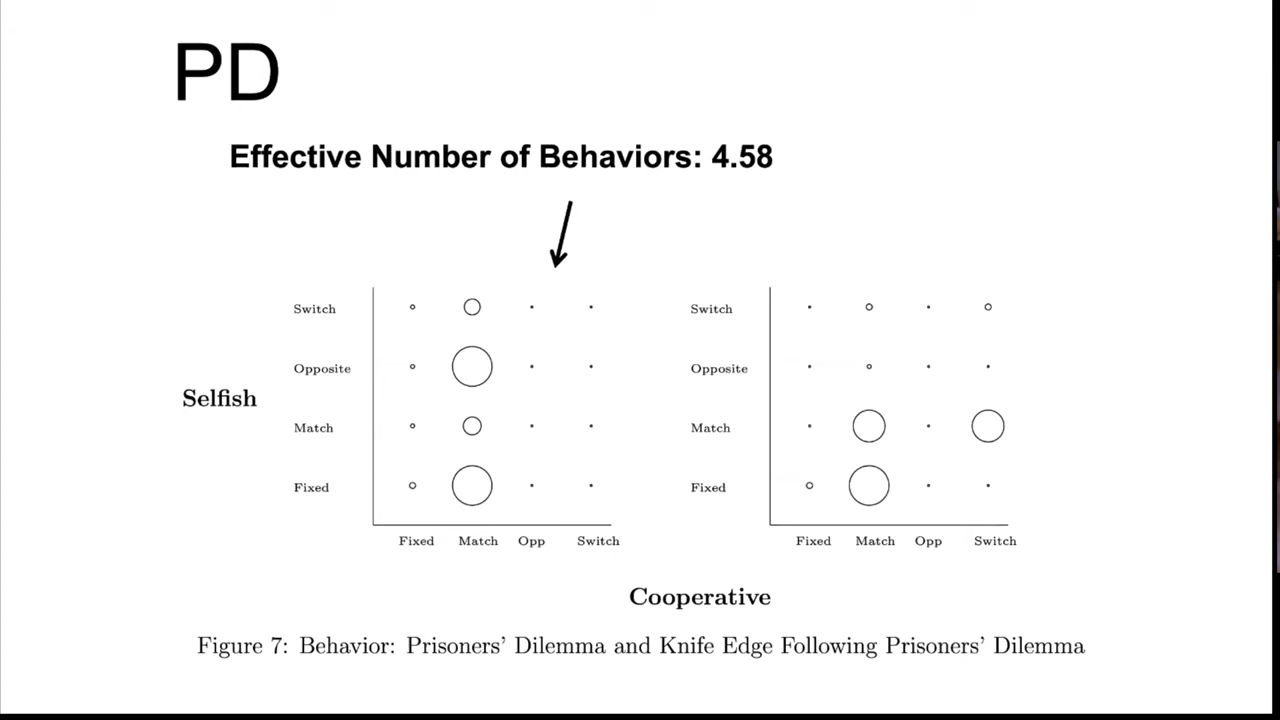 PD
Effective Number of Behaviors: 4.58
Switch
Opposite
Selfish
Match
Fixed
Fixed Match Opp Switch
Switch
Opposite
Match
Fixed
Fixed Match Opp Switch
Cooperative
Figure 7: Behavior: Prisoners' Dilemma and Knife Edge Following Prisoners' Dilemma